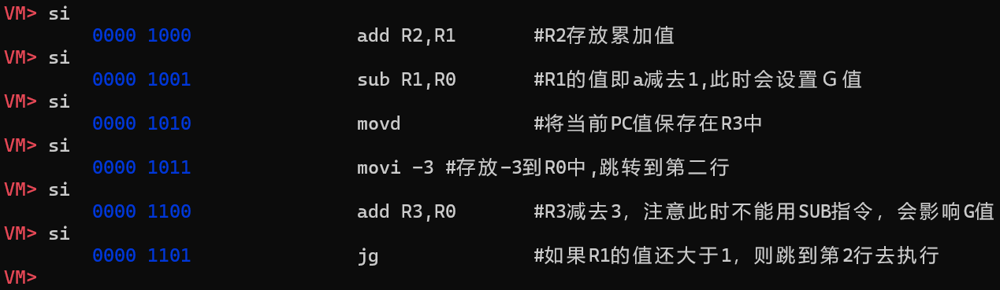 VM> si
0000 1000 add R2,R1 #R2存放累加值
VM> si
0000 1001 sub R1,R0 #R1的值即a减去1,此时会设置G值
VM> si
0000 1010 movd #将当前PC值保存在R3中
VM> si
0000 1011 movi -3 #存放-3到R0中,跳转到第二行
VM> si
0000 1100 add R3,R0 #R3减去3，注意此时不能用SUB指令，会影响G值
VM> si
0000 1101 jg #如果R1的值还大于1，则跳到第2行去执行
VM>